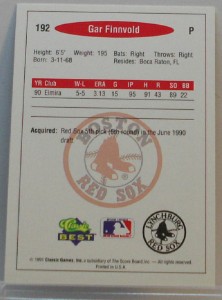 192 Gar Finnvold P
Height: 6'5" Weight: 195 Bats: Right Throws: Right
Born: 3-11-68 Resides: Boca Raton, FL
YR Club W-L ERA G IP H R SO BB
90 Elmira 5-5 3.13 15 95 91 43 89 22
Acquired: Red Sox 5th pick (6th round) in the June 1990
draft
BOSTON
RED SOX
Classic
BEST
LYNCHBURG
RED SOX
Classic Games, Inc. a subsidiary of The Score Board Inc. — All rights reserved.
Printed in U.S.A.